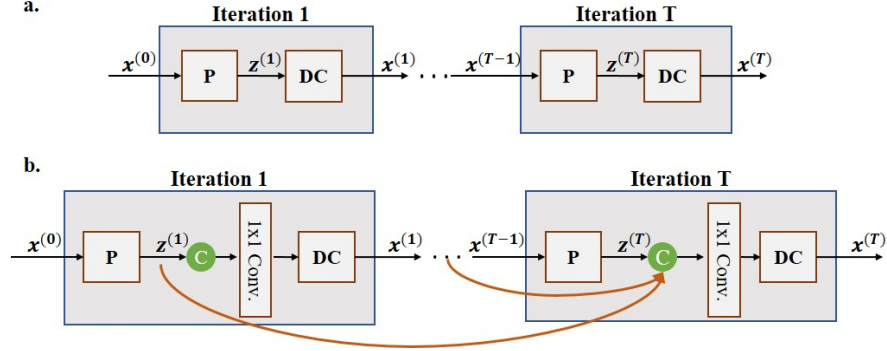 a.
Iteration 1
Iteration T
x^(0)
P
z^(1)
DC
x^(1)
· · ·
x^(T−1)
P
z^(T)
DC
x^(T)
b.
Iteration 1
Iteration T
x^(0)
P
z^(1)
C
1x1 Conv.
DC
x^(1)
· · ·
x^(T−1)
P
z^(T)
C
1x1 Conv.
DC
x^(T)